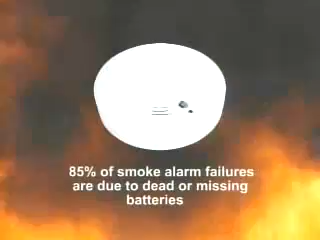 85% of smoke alarm failures
are due to dead or missing
batteries